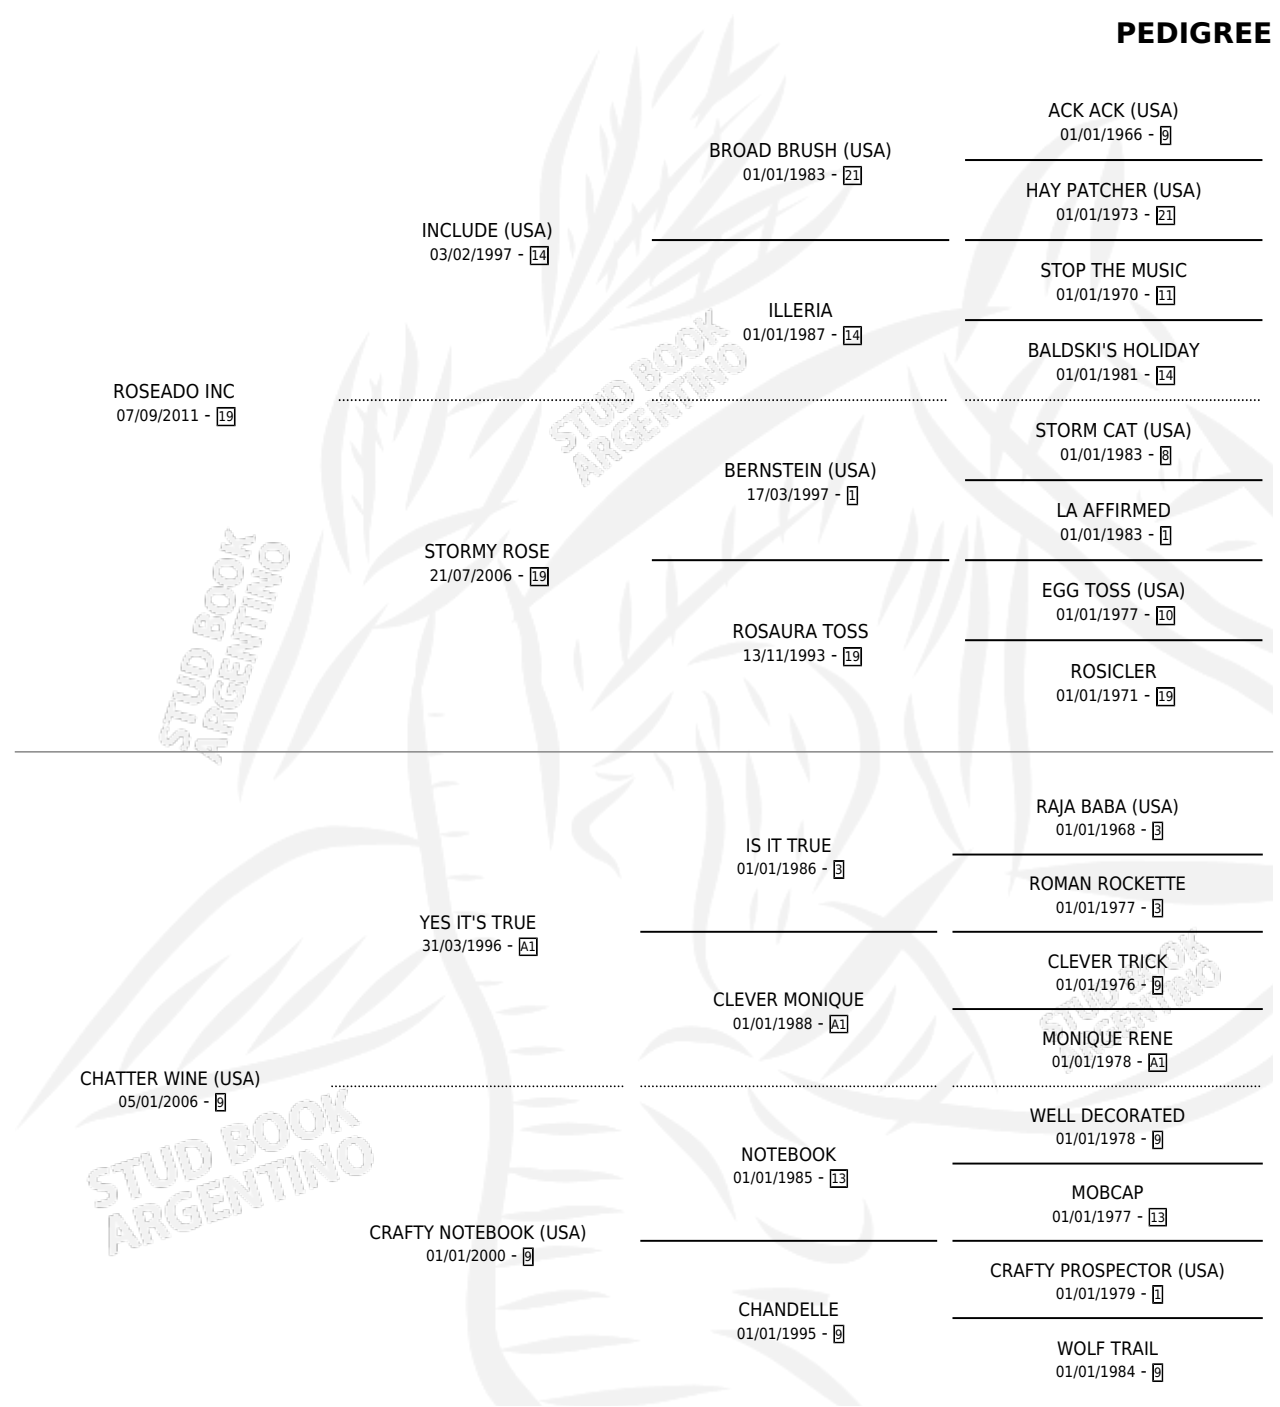 PEDIGREE
ACK ACK (USA)
01/01/1966 - 9
BROAD BRUSH (USA)
01/01/1983 - 21
HAY PATCHER (USA)
01/01/1973 - 21
INCLUDE (USA)
03/02/1997 - 14
STOP THE MUSIC
01/01/1970 - 11
ILLERIA
01/01/1987 - 14
BALDSKI'S HOLIDAY
01/01/1981 - 14
ROSEADO INC
07/09/2011 - 19
STORM CAT (USA)
01/01/1983 - 8
BERNSTEIN (USA)
17/03/1997 - 1
LA AFFIRMED
01/01/1983 - 1
STORMY ROSE
21/07/2006 - 19
EGG TOSS (USA)
01/01/1977 - 10
ROSAURA TOSS
13/11/1993 - 19
ROSICLER
01/01/1971 - 19
RAJA BABA (USA)
01/01/1968 - 3
IS IT TRUE
01/01/1986 - 3
ROMAN ROCKETTE
01/01/1977 - 3
YES IT'S TRUE
31/03/1996 - A1
CLEVER TRICK
01/01/1976 - 9
CLEVER MONIQUE
01/01/1988 - A1
MONIQUE RENE
01/01/1978 - A1
CHATTER WINE (USA)
05/01/2006 - 9
WELL DECORATED
01/01/1978 - 9
NOTEBOOK
01/01/1985 - 13
MOBCAP
01/01/1977 - 13
CRAFTY NOTEBOOK (USA)
01/01/2000 - 9
CRAFTY PROSPECTOR (USA)
01/01/1979 - 1
CHANDELLE
01/01/1995 - 9
WOLF TRAIL
01/01/1984 - 9
STUD BOOK
ARGENTINO
STUD BOOK
ARGENTINO
STUD BOOK
ARGENTINO
STUD BOOK
ARGENTINO